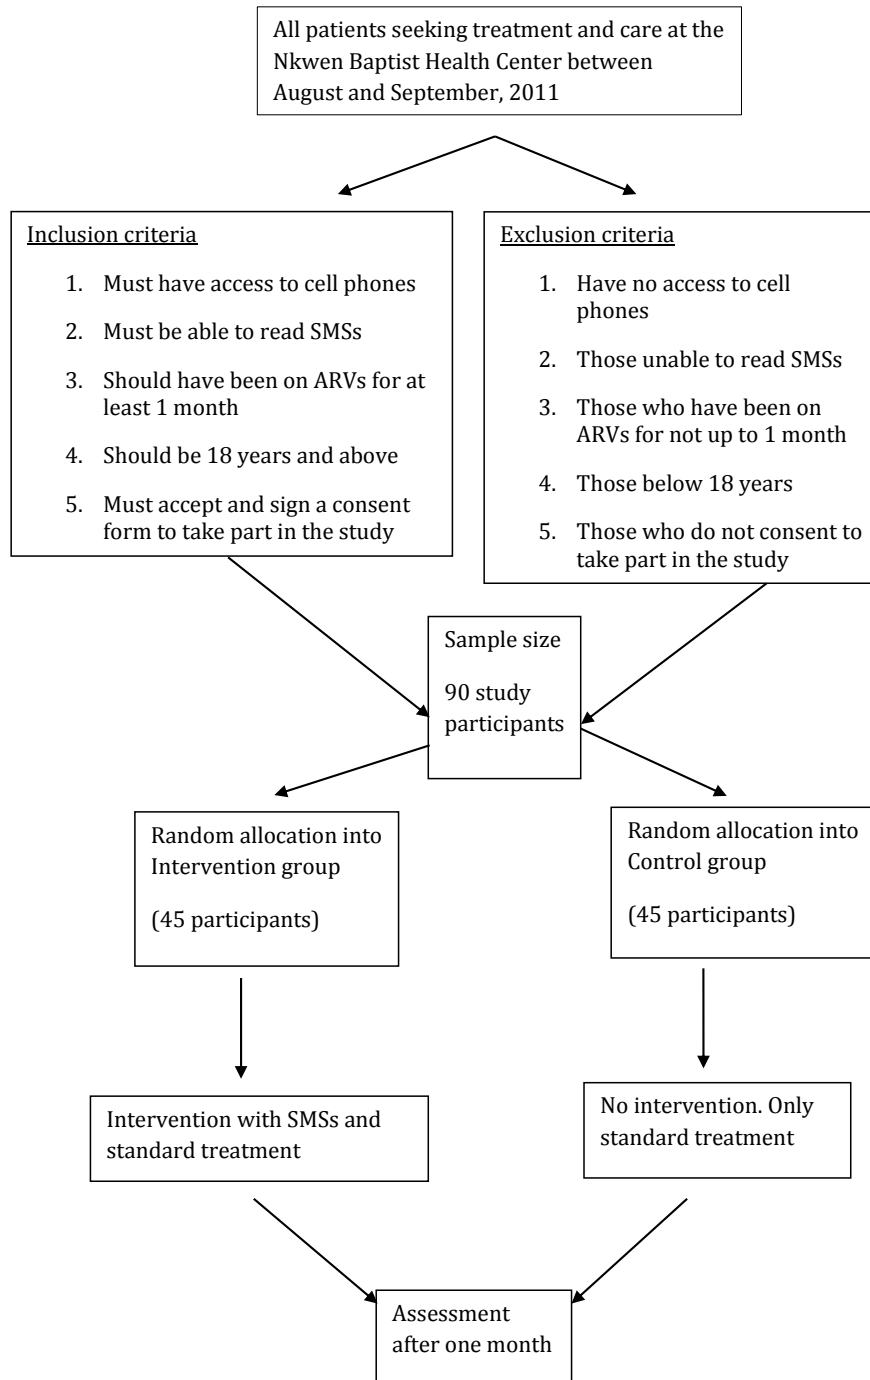 All patients seeking treatment and care at the
Nkwen Baptist Health Center between
August and September, 2011
Inclusion criteria
1. Must have access to cell phones
2. Must be able to read SMSs
3. Should have been on ARVs for at
least 1 month
4. Should be 18 years and above
5. Must accept and sign a consent
form to take part in the study
Exclusion criteria
1. Have no access to cell
phones
2. Those unable to read SMSs
3. Those who have been on
ARVs for not up to 1 month
4. Those below 18 years
5. Those who do not consent to
take part in the study
Sample size
90 study
participants
Random allocation into
Intervention group
(45 participants)
Random allocation into
Control group
(45 participants)
Intervention with SMSs and
standard treatment
No intervention. Only
standard treatment
Assessment
after one month